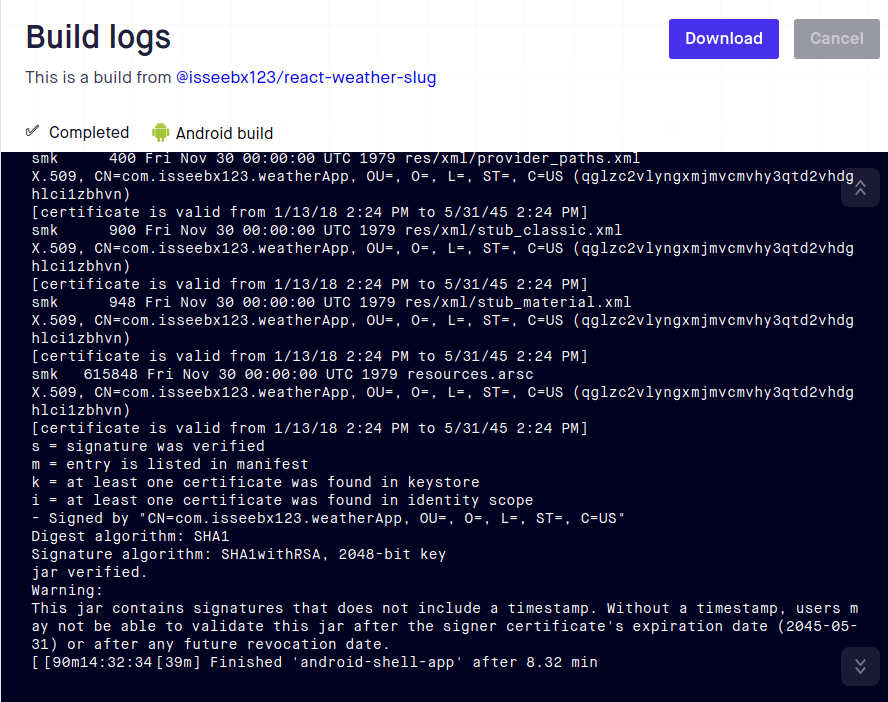 Build logs
Download
Cancel
This is a build from @isseebx123/react-weather-slug
Completed
Android build
smk      400 Fri Nov 30 00:00:00 UTC 1979 res/xml/provider_paths.xml
X.509, CN=com.isseebx123.weatherApp, OU=, O=, L=, ST=, C=US (qglzc2vlyngxmjmvcmvhy3qtd2vhdg
hlci1zbhvn)
[certificate is valid from 1/13/18 2:24 PM to 5/31/45 2:24 PM]
smk      900 Fri Nov 30 00:00:00 UTC 1979 res/xml/stub_classic.xml
X.509, CN=com.isseebx123.weatherApp, OU=, O=, L=, ST=, C=US (qglzc2vlyngxmjmvcmvhy3qtd2vhdg
hlci1zbhvn)
[certificate is valid from 1/13/18 2:24 PM to 5/31/45 2:24 PM]
smk      948 Fri Nov 30 00:00:00 UTC 1979 res/xml/stub_material.xml
X.509, CN=com.isseebx123.weatherApp, OU=, O=, L=, ST=, C=US (qglzc2vlyngxmjmvcmvhy3qtd2vhdg
hlci1zbhvn)
[certificate is valid from 1/13/18 2:24 PM to 5/31/45 2:24 PM]
smk   615848 Fri Nov 30 00:00:00 UTC 1979 resources.arsc
X.509, CN=com.isseebx123.weatherApp, OU=, O=, L=, ST=, C=US (qglzc2vlyngxmjmvcmvhy3qtd2vhdg
hlci1zbhvn)
[certificate is valid from 1/13/18 2:24 PM to 5/31/45 2:24 PM]
s = signature was verified
m = entry is listed in manifest
k = at least one certificate was found in keystore
i = at least one certificate was found in identity scope
- Signed by "CN=com.isseebx123.weatherApp, OU=, O=, L=, ST=, C=US"
Digest algorithm: SHA1
Signature algorithm: SHA1withRSA, 2048-bit key
jar verified.
Warning:
This jar contains signatures that does not include a timestamp. Without a timestamp, users m
ay not be able to validate this jar after the signer certificate's expiration date (2045-05-
31) or after any future revocation date.
[[90m14:32:34[39m] Finished 'android-shell-app' after 8.32 min